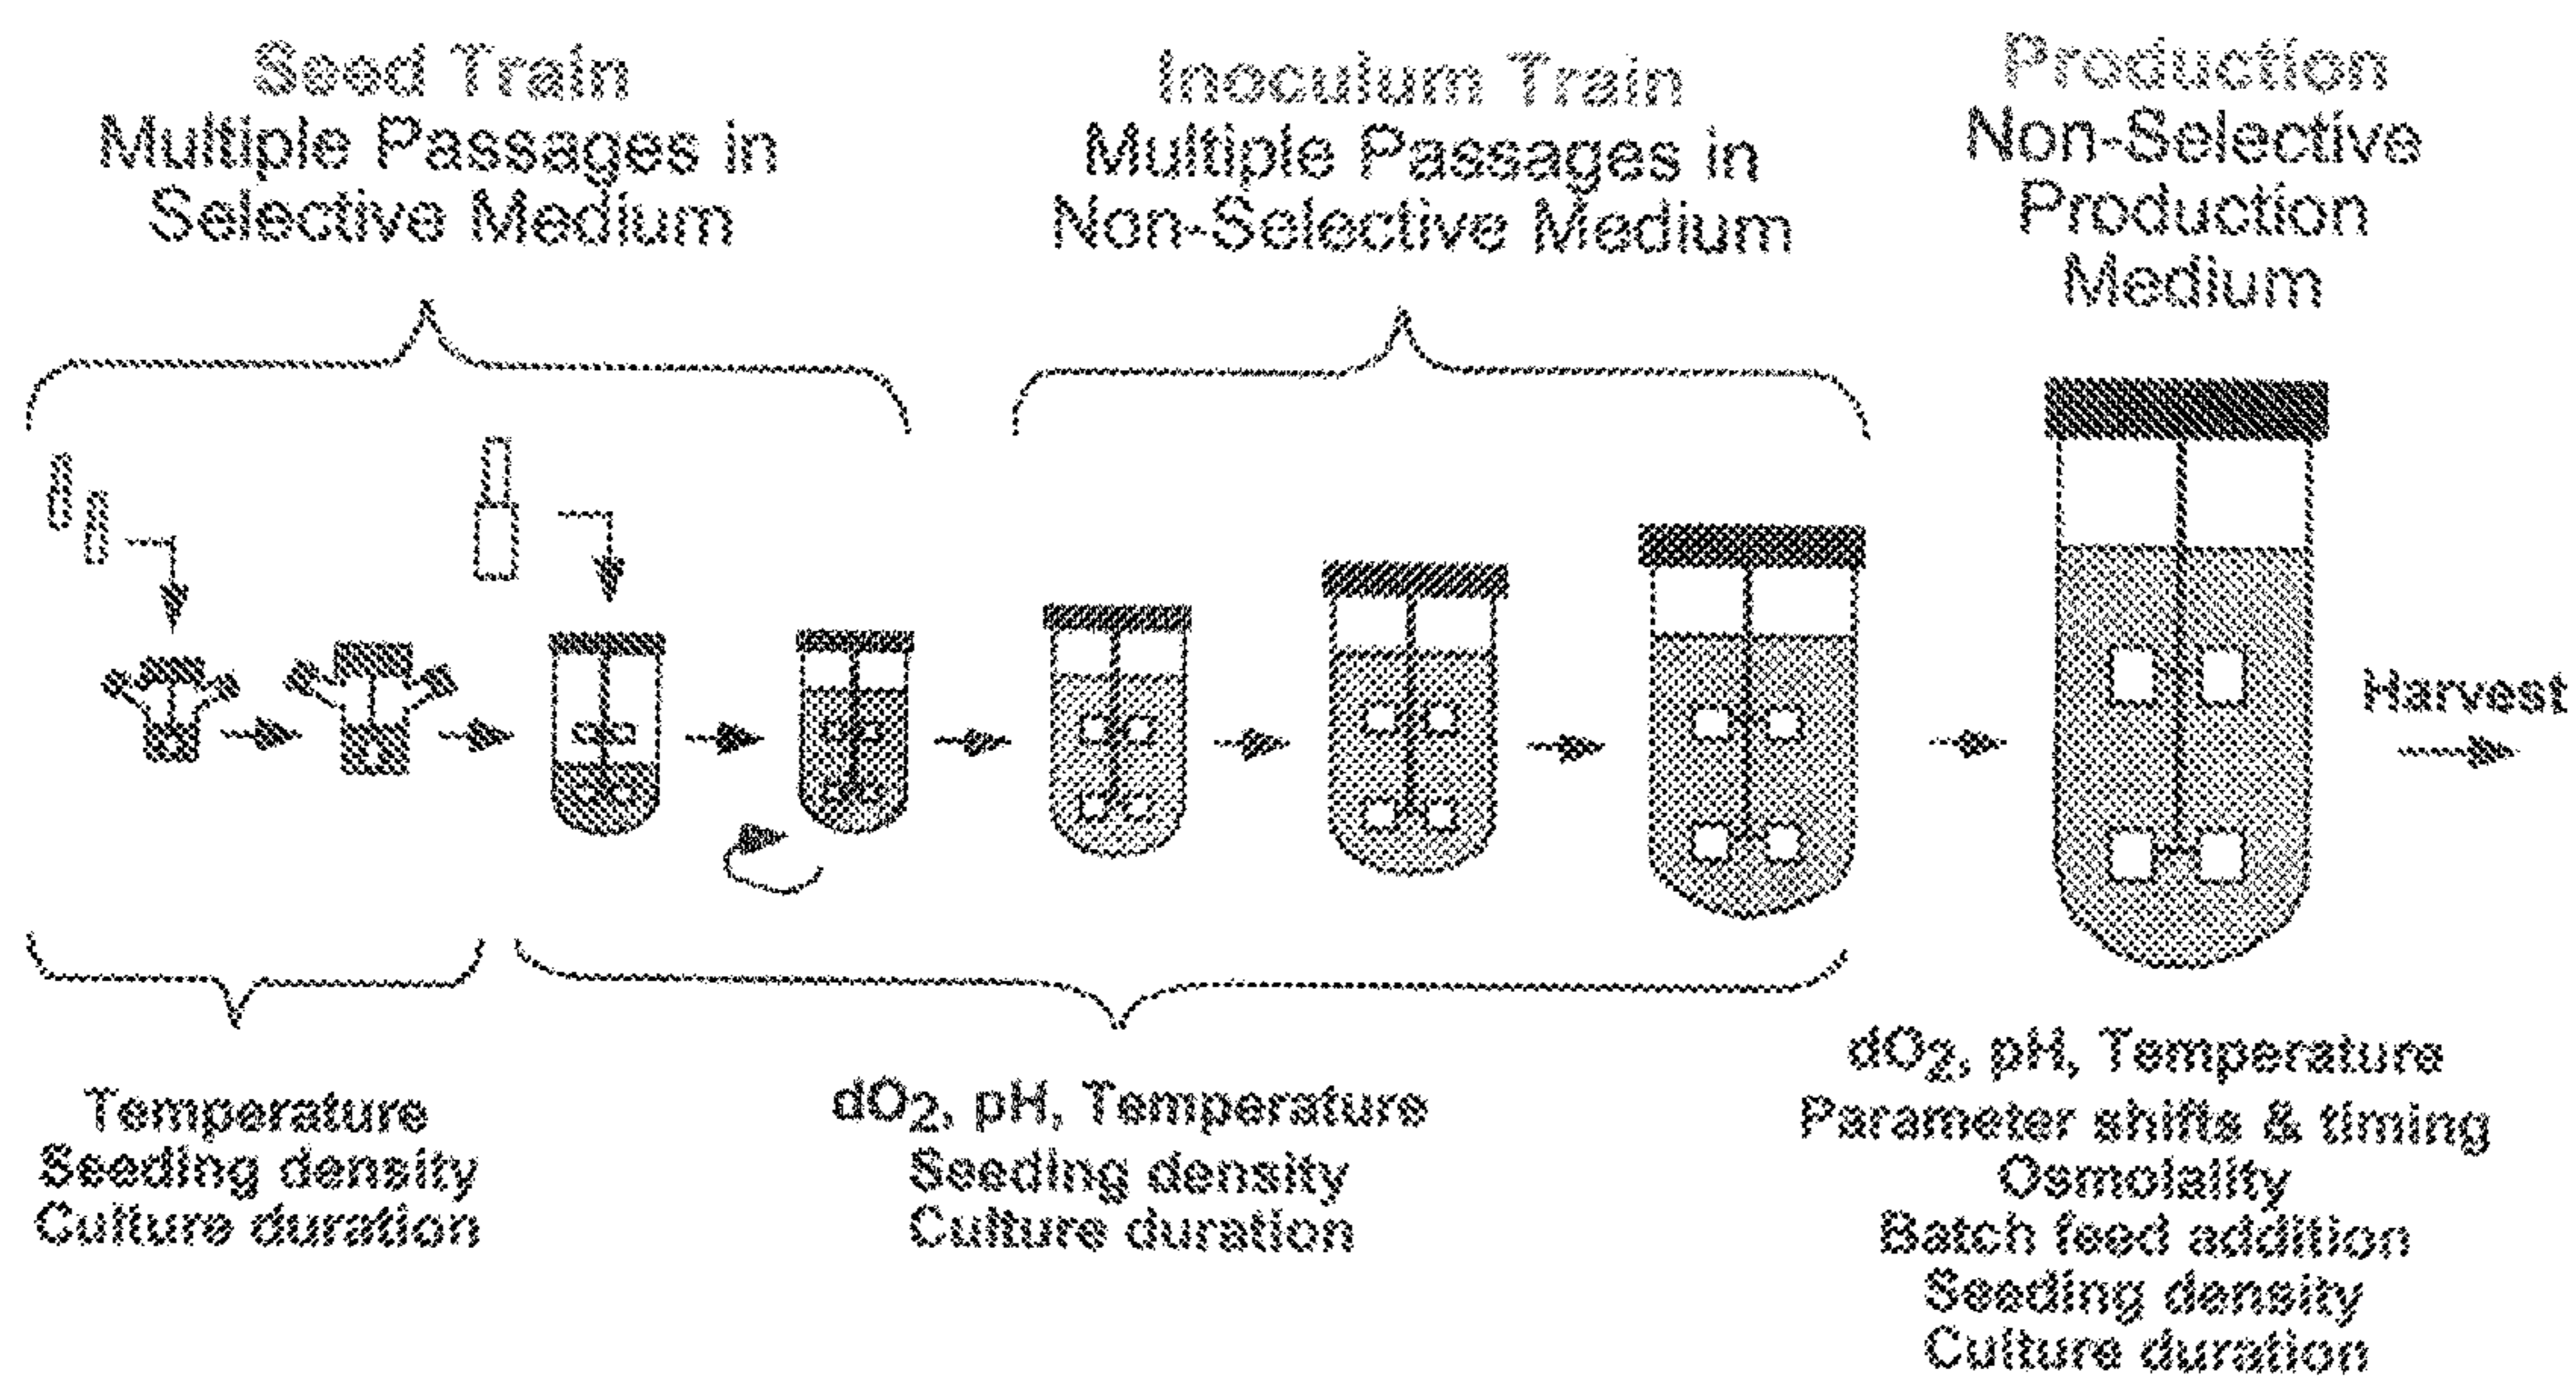 Seed Train
Multiple Passages in
Selective Medium
Inoculum Train
Multiple Passages in
Non-Selective Medium
Production
Non-Selective
Production
Medium
Harvest
Temperature
Seeding density
Culture duration
dO₂, pH, Temperature
Seeding density
Culture duration
dO₂, pH, Temperature
Parameter shifts & timing
Osmolality
Batch feed addition
Seeding density
Culture duration